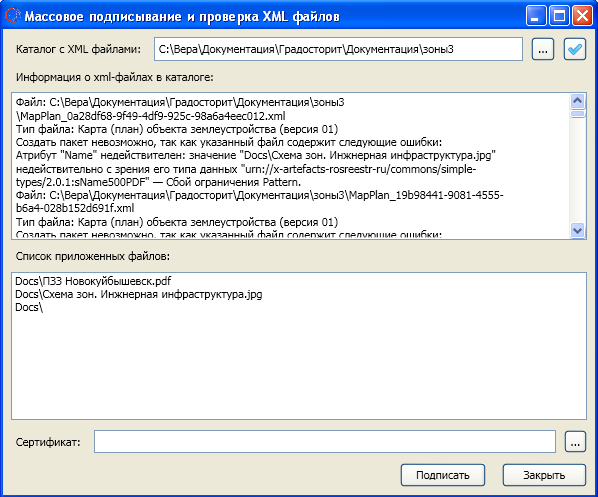 Массовое подписывание и проверка XML файлов
Каталог с XML файлами: C:\Вера\Документация\Градосторит\Документация\зоны3 ...
Информация о xml-файлах в каталоге:
Файл: C:\Вера\Документация\Градосторит\Документация\зоны3
\MapPlan_0a28df68-9f49-4df9-925c-98a6a4eec012.xml
Тип файла: Карта (план) объекта землеустройства (версия 01)
Создать пакет невозможно, так как указанный файл содержит следующие ошибки:
Атрибут "Name" недействителен: значение "Docs\Схема зон. Инжнерная инфраструктура.jpg"
недействительно с зрения его типа данных "urn://x-artefacts-rosreestr-ru/commons/simple-
types/2.0.1:sName500PDF" — Сбой ограничения Pattern.
Файл: C:\Вера\Документация\Градосторит\Документация\зоны3\MapPlan_19b98441-9081-4555-
b6a4-028b152d691f.xml
Тип файла: Карта (план) объекта землеустройства (версия 01)
Создать пакет невозможно, так как указанный файл содержит следующие ошибки:
Список приложенных файлов:
Docs\ПЗЗ Новокуйбышевск.pdf
Docs\Схема зон. Инжнерная инфраструктура.jpg
Docs\
Сертификат: ...
Подписать Закрыть